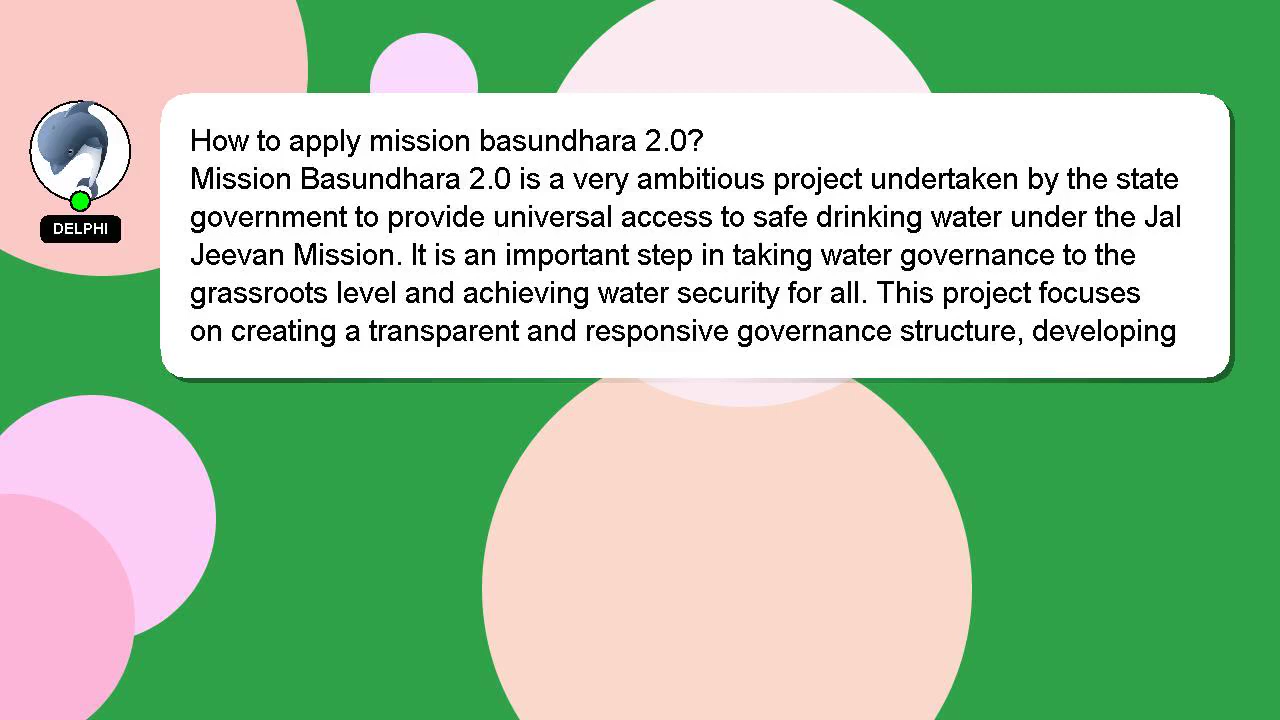 How to apply mission basundhara 2.0?
Mission Basundhara 2.0 is a very ambitious project undertaken by the state
government to provide universal access to safe drinking water under the Jal
Jeevan Mission. It is an important step in taking water governance to the
grassroots level and achieving water security for all. This project focuses
on creating a transparent and responsive governance structure, developing
DELPHI